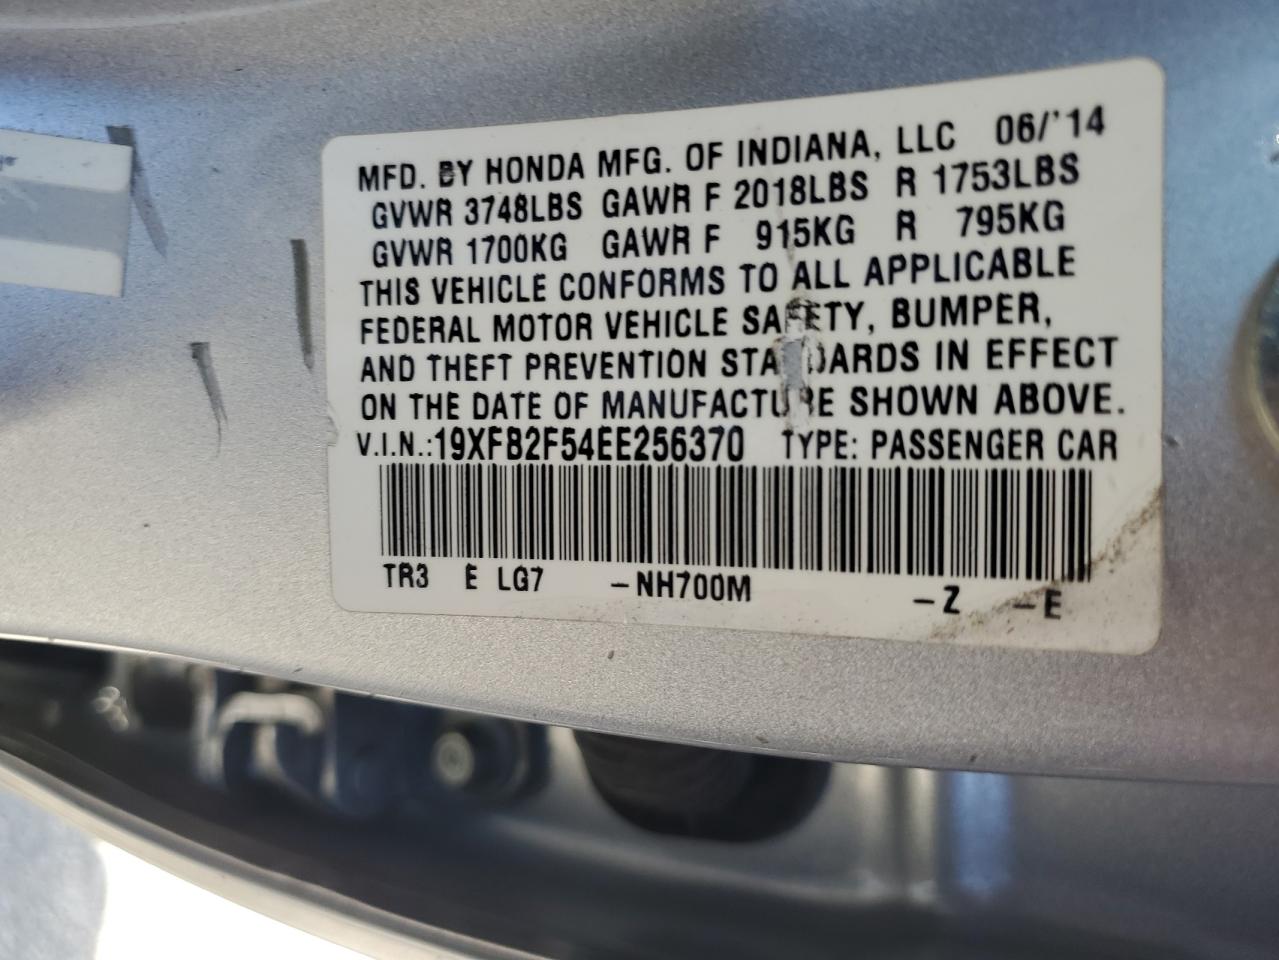 MFD. BY HONDA MFG. OF INDIANA, LLC 06/'14
GVWR 3748LBS GAWR F 2018LBS R 1753LBS
GVWR 1700KG GAWR F 915KG R 795KG
THIS VEHICLE CONFORMS TO ALL APPLICABLE
FEDERAL MOTOR VEHICLE SAFETY, BUMPER,
AND THEFT PREVENTION STANDARDS IN EFFECT
ON THE DATE OF MANUFACTURE SHOWN ABOVE.
V.I.N.:19XFB2F54EE256370 TYPE: PASSENGER CAR
TR3 E LG7 -NH700M -Z -E